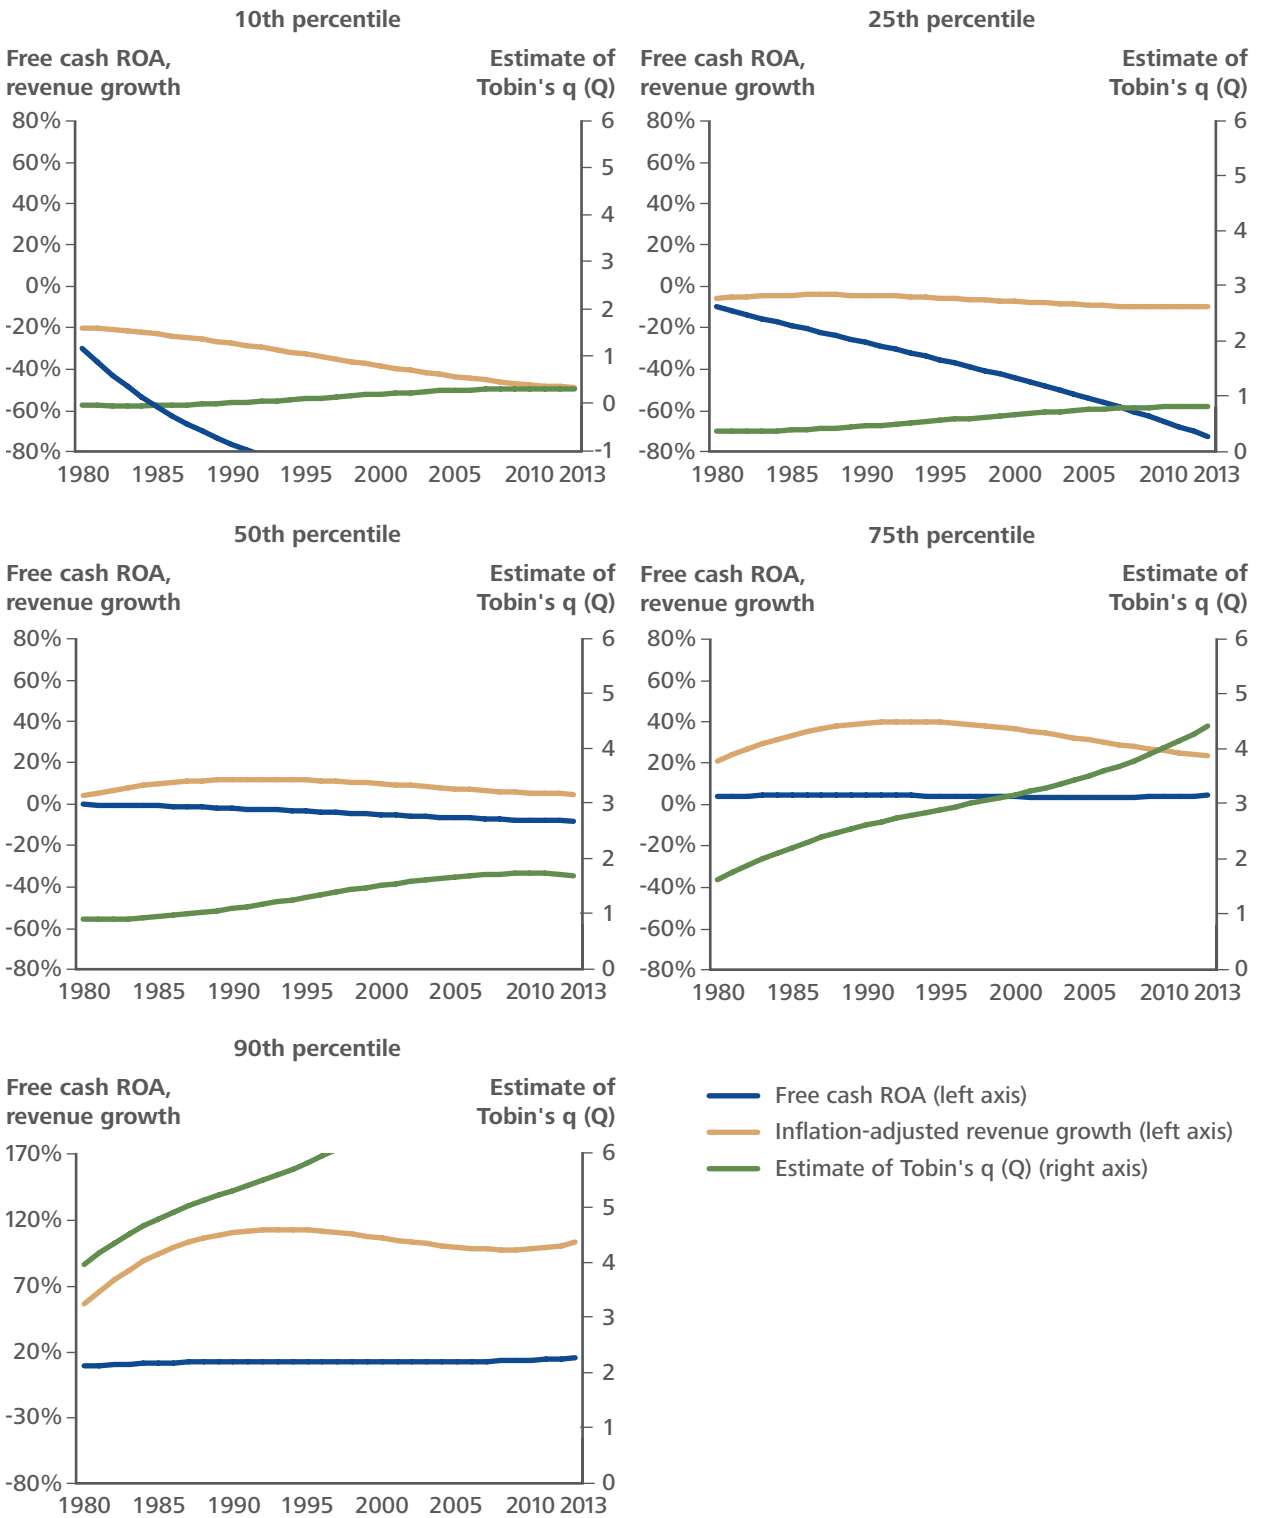 10th percentile
Free cash ROA,
revenue growth
Estimate of
Tobin's q (Q)
80%
60%
40%
20%
0%
-20%
-40%
-60%
-80%
6
5
4
3
2
1
0
-1
1980 1985 1990 1995 2000 2005 2010 2013
25th percentile
Free cash ROA,
revenue growth
Estimate of
Tobin's q (Q)
80%
60%
40%
20%
0%
-20%
-40%
-60%
-80%
6
5
4
3
2
1
0
1980 1985 1990 1995 2000 2005 2010 2013
50th percentile
Free cash ROA,
revenue growth
Estimate of
Tobin's q (Q)
80%
60%
40%
20%
0%
-20%
-40%
-60%
-80%
6
5
4
3
2
1
0
1980 1985 1990 1995 2000 2005 2010 2013
75th percentile
Free cash ROA,
revenue growth
Estimate of
Tobin's q (Q)
80%
60%
40%
20%
0%
-20%
-40%
-60%
-80%
6
5
4
3
2
1
0
1980 1985 1990 1995 2000 2005 2010 2013
90th percentile
Free cash ROA,
revenue growth
Estimate of
Tobin's q (Q)
170%
120%
70%
20%
-30%
-80%
6
5
4
3
2
1
0
1980 1985 1990 1995 2000 2005 2010 2013
Free cash ROA (left axis)
Inflation-adjusted revenue growth (left axis)
Estimate of Tobin's q (Q) (right axis)